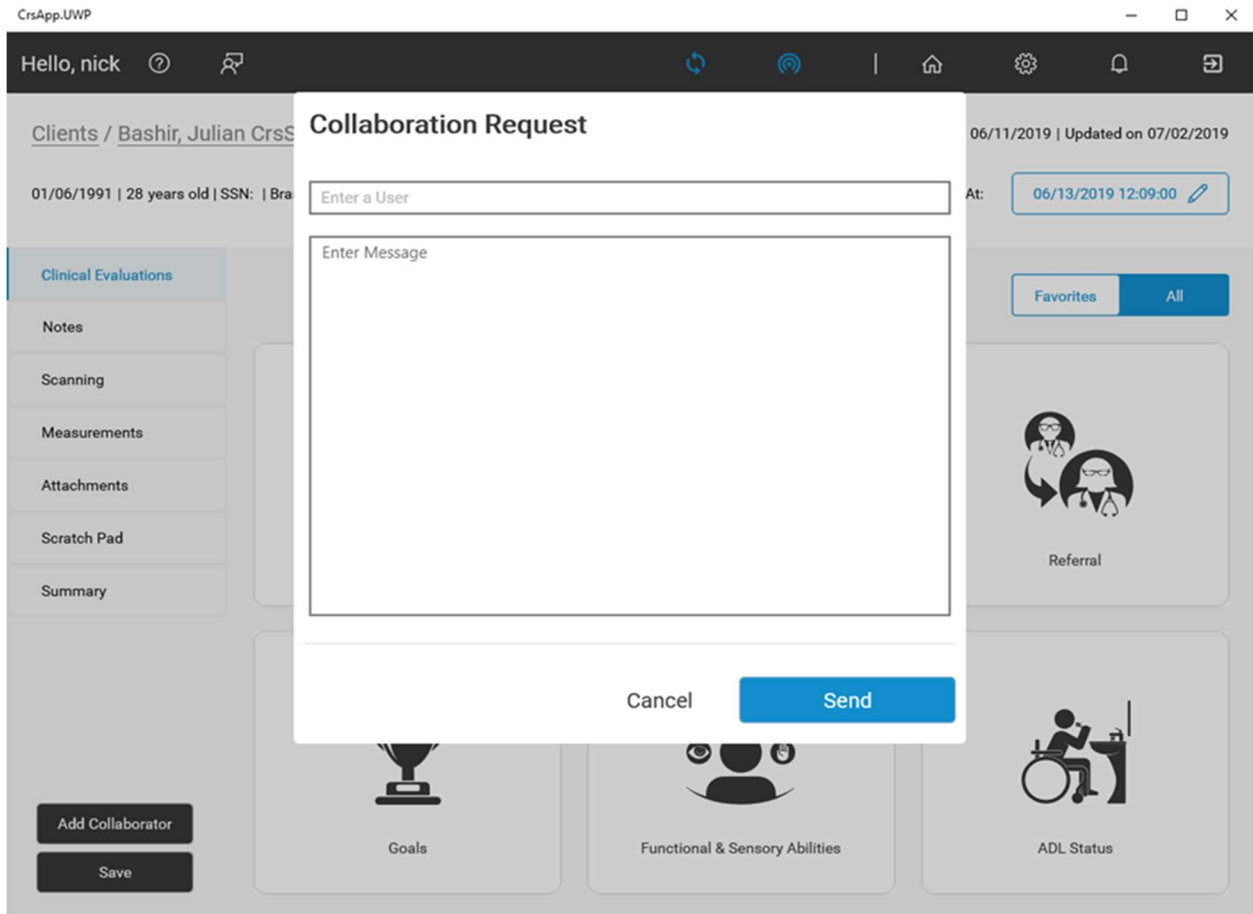 CrsApp.UWP
Hello, nick
Clients / Bashir, Julian CrsS
06/11/2019 | Updated on 07/02/2019
01/06/1991 | 28 years old | SSN: | Bra
At:
06/13/2019 12:09:00
Collaboration Request
Enter a User
Enter Message
Cancel
Send
Clinical Evaluations
Notes
Scanning
Measurements
Attachments
Scratch Pad
Summary
Favorites
All
Referral
Goals
Functional & Sensory Abilities
ADL Status
Add Collaborator
Save